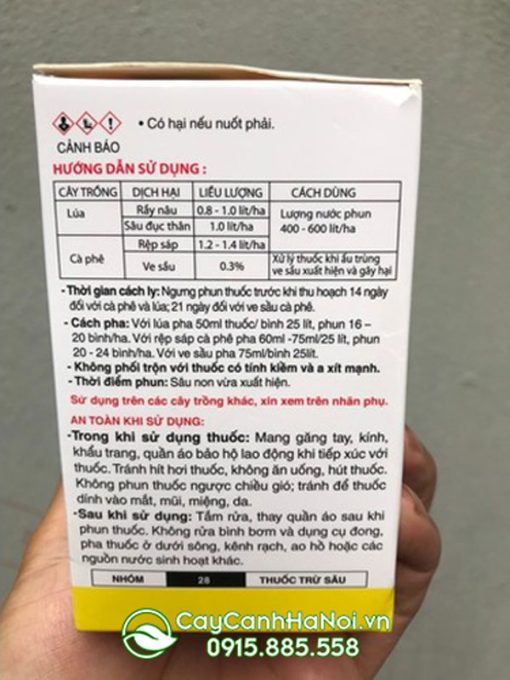 • Có hại nếu nuốt phải.
CẢNH BÁO
HƯỚNG DẪN SỬ DỤNG :
CÂY TRỒNG DỊCH HẠI LIỀU LƯỢNG CÁCH DÙNG
Lúa Rầy nâu 0.8 - 1.0 lít/ha Lượng nước phun
Sâu đục thân 1.0 lít/ha 400 - 600 lít/ha
Cà phê Rệp sáp 1.2 - 1.4 lít/ha
Ve sầu 0.3% Xử lý thuốc khi ấu trùng
ve sầu xuất hiện và gây hại
- Thời gian cách ly: Ngưng phun thuốc trước khi thu hoạch 14 ngày
đối với cà phê và lúa; 21 ngày đối với ve sầu cà phê.
- Cách pha: Với lúa pha 50ml thuốc/ bình 25 lít, phun 16 –
20 bình/ha. Với rệp sáp cà phê pha 60ml -75ml/25 lít, phun
20 - 24 bình/ha. Với ve sầu pha 75ml/bình 25lít.
- Không phối trộn với thuốc có tính kiềm và a xít mạnh.
- Thời điểm phun: Sâu non vừa xuất hiện.
Sử dụng trên các cây trồng khác, xin xem trên nhãn phụ.
AN TOÀN KHI SỬ DỤNG:
-Trong khi sử dụng thuốc: Mang găng tay, kính,
khẩu trang, quần áo bảo hộ lao động khi tiếp xúc với
thuốc. Tránh hít hơi thuốc, không ăn uống, hút thuốc.
Không phun thuốc ngược chiều gió; tránh để thuốc
dính vào mắt, mũi, miệng, da.
-Sau khi sử dụng: Tắm rửa, thay quần áo sau khi
phun thuốc. Không rửa bình bơm và dụng cụ đong,
pha thuốc ở dưới sông, kênh rạch, ao hồ hoặc các
nguồn nước sinh hoạt khác.
NHÓM 28 THUỐC TRỪ SÂU
CayCanhHaNoi.vn
0915.885.558